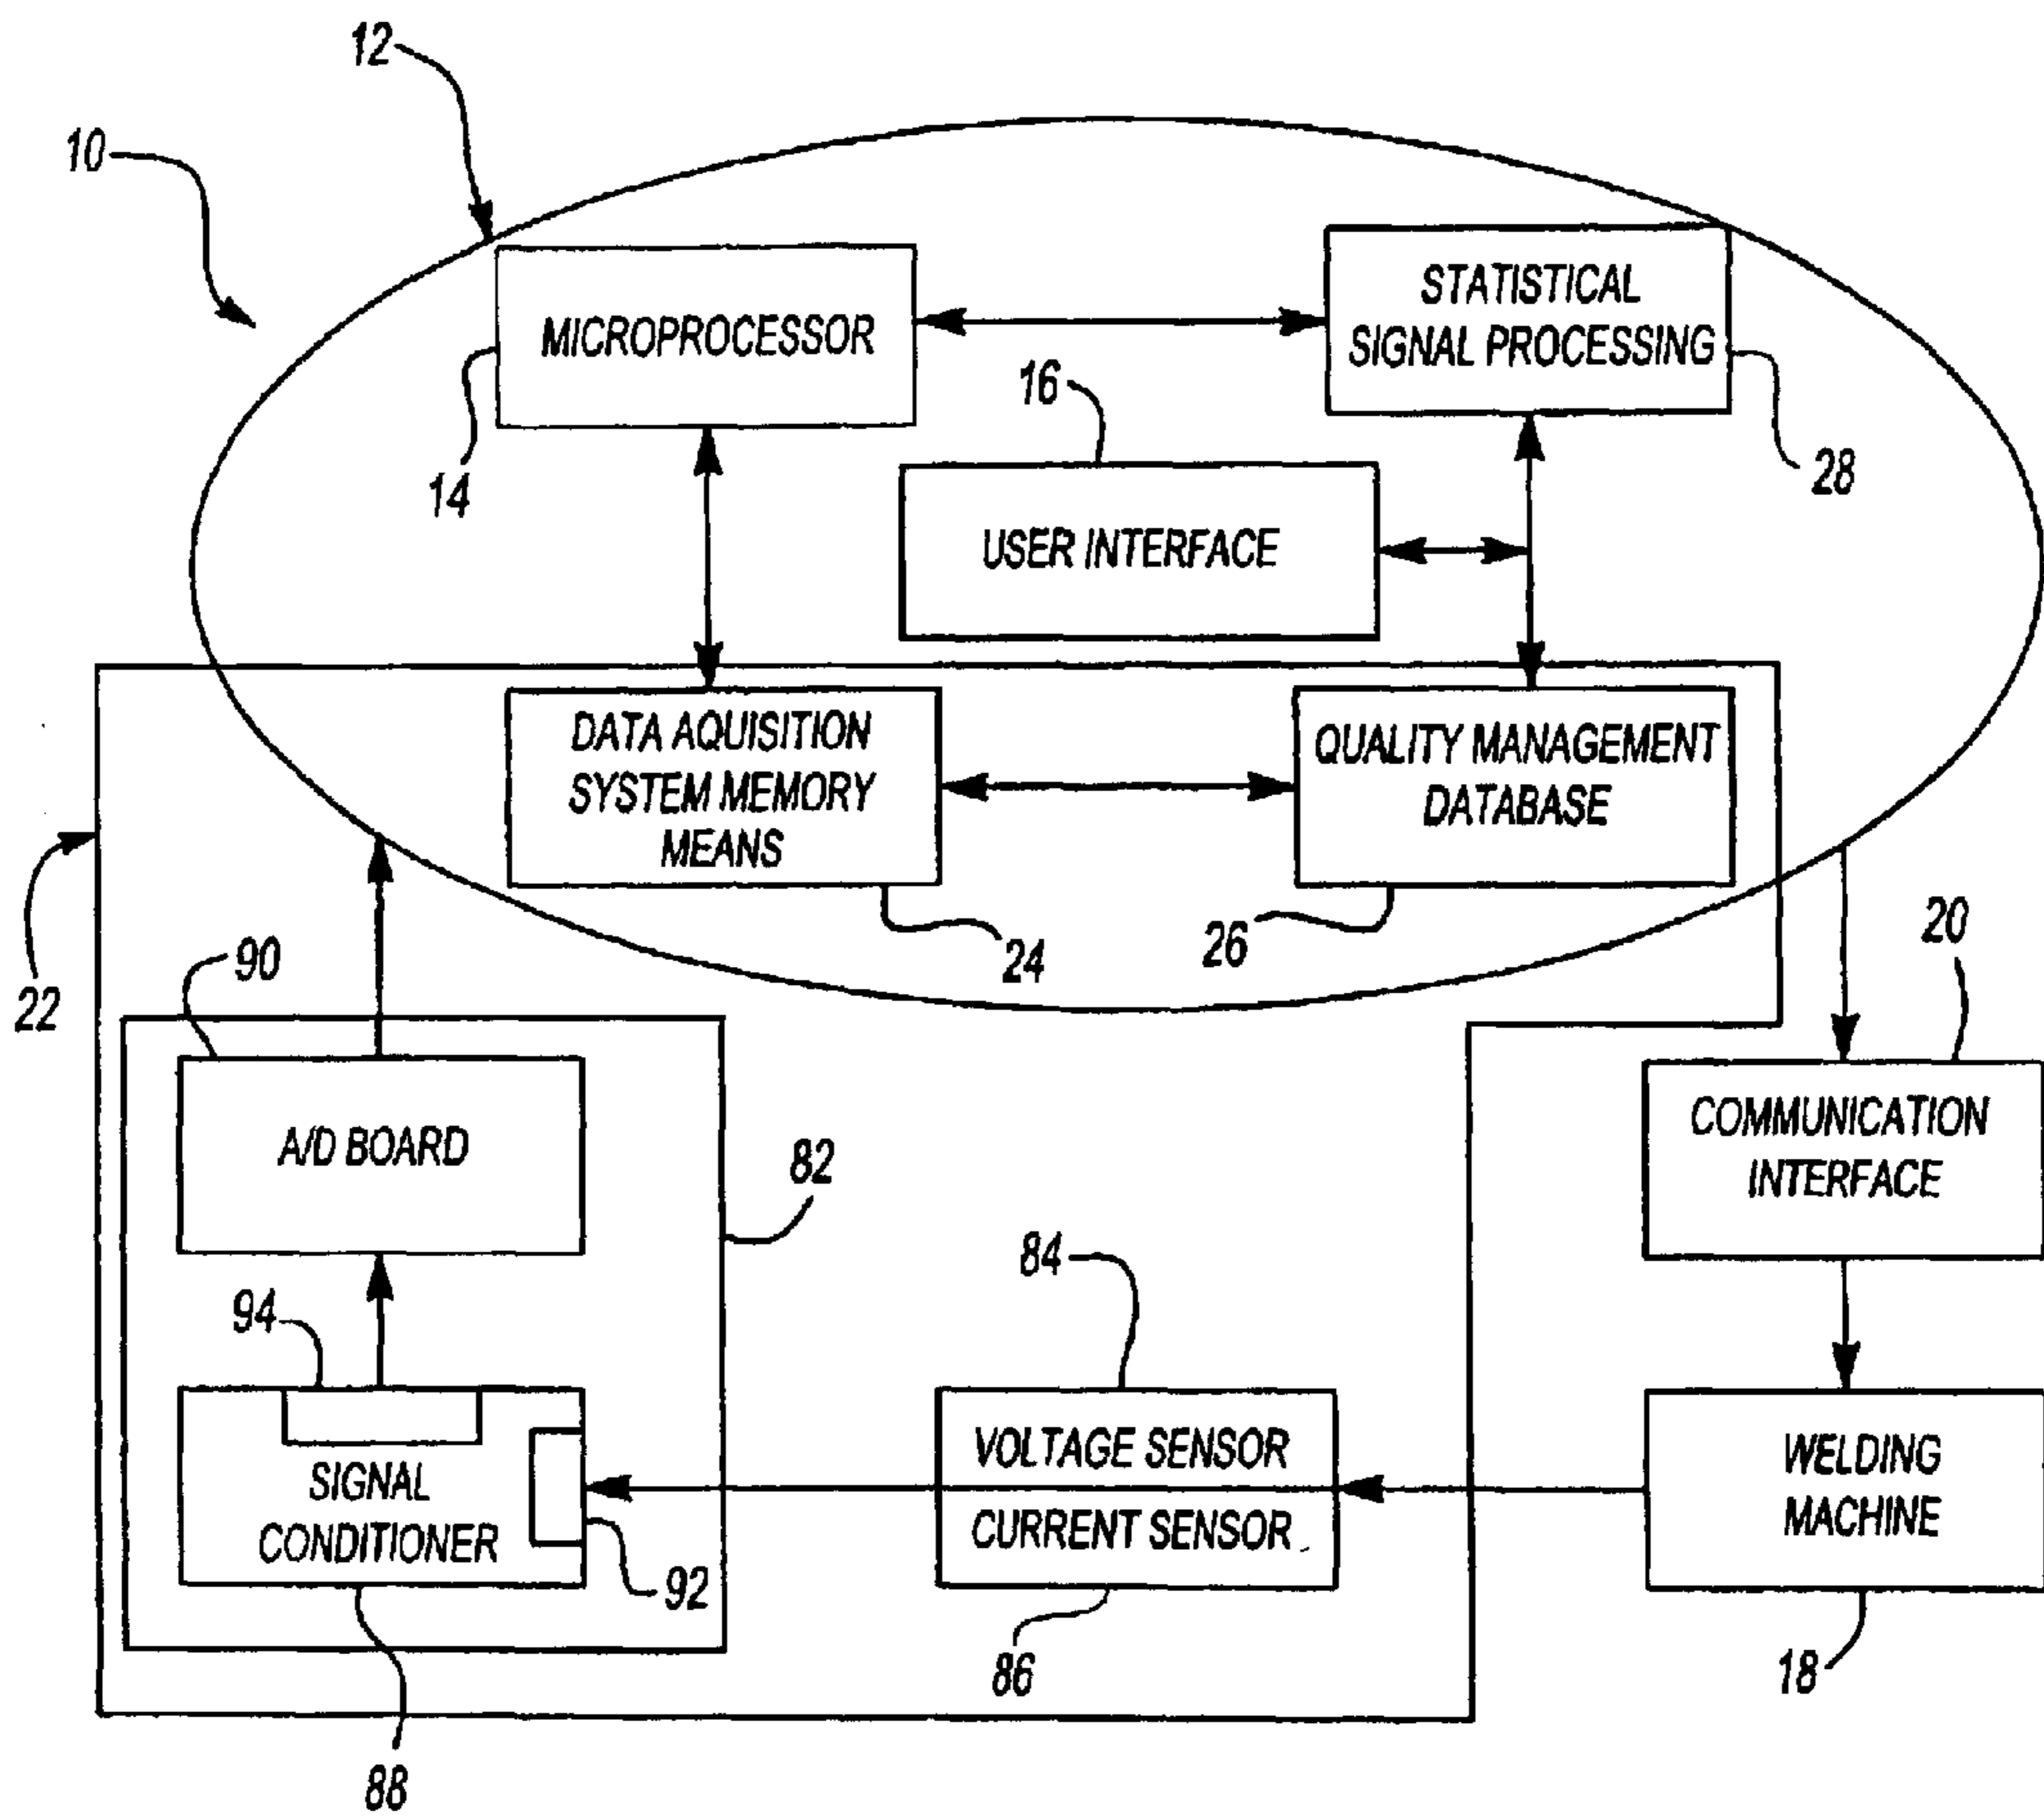 12
10
MICROPROCESSOR
STATISTICAL
SIGNAL PROCESSING
16
14
28
USER INTERFACE
DATA AQUISITION
SYSTEM MEMORY
MEANS
QUALITY MANAGEMENT
DATABASE
22
24
26
20
90
A/D BOARD
COMMUNICATION
INTERFACE
82
84
94
SIGNAL
CONDITIONER
VOLTAGE SENSOR
CURRENT SENSOR
WELDING
MACHINE
92
86
18
88